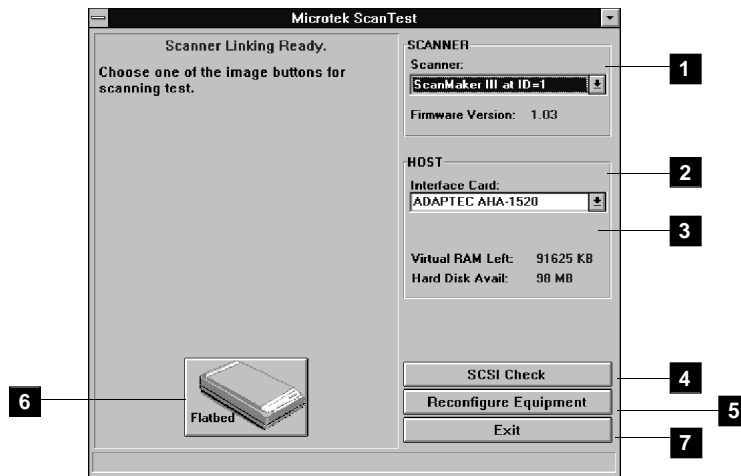 Microtek ScanTest
Scanner Linking Ready.
Choose one of the image buttons for
scanning test.
Flatbed
SCANNER
Scanner:
ScanMaker III at ID=1
Firmware Version: 1.03
HOST
Interface Card:
ADAPTEC AHA-1520
Virtual RAM Left: 91625 KB
Hard Disk Avail: 98 MB
SCSI Check
Reconfigure Equipment
Exit
1
2
3
4
5
6
7